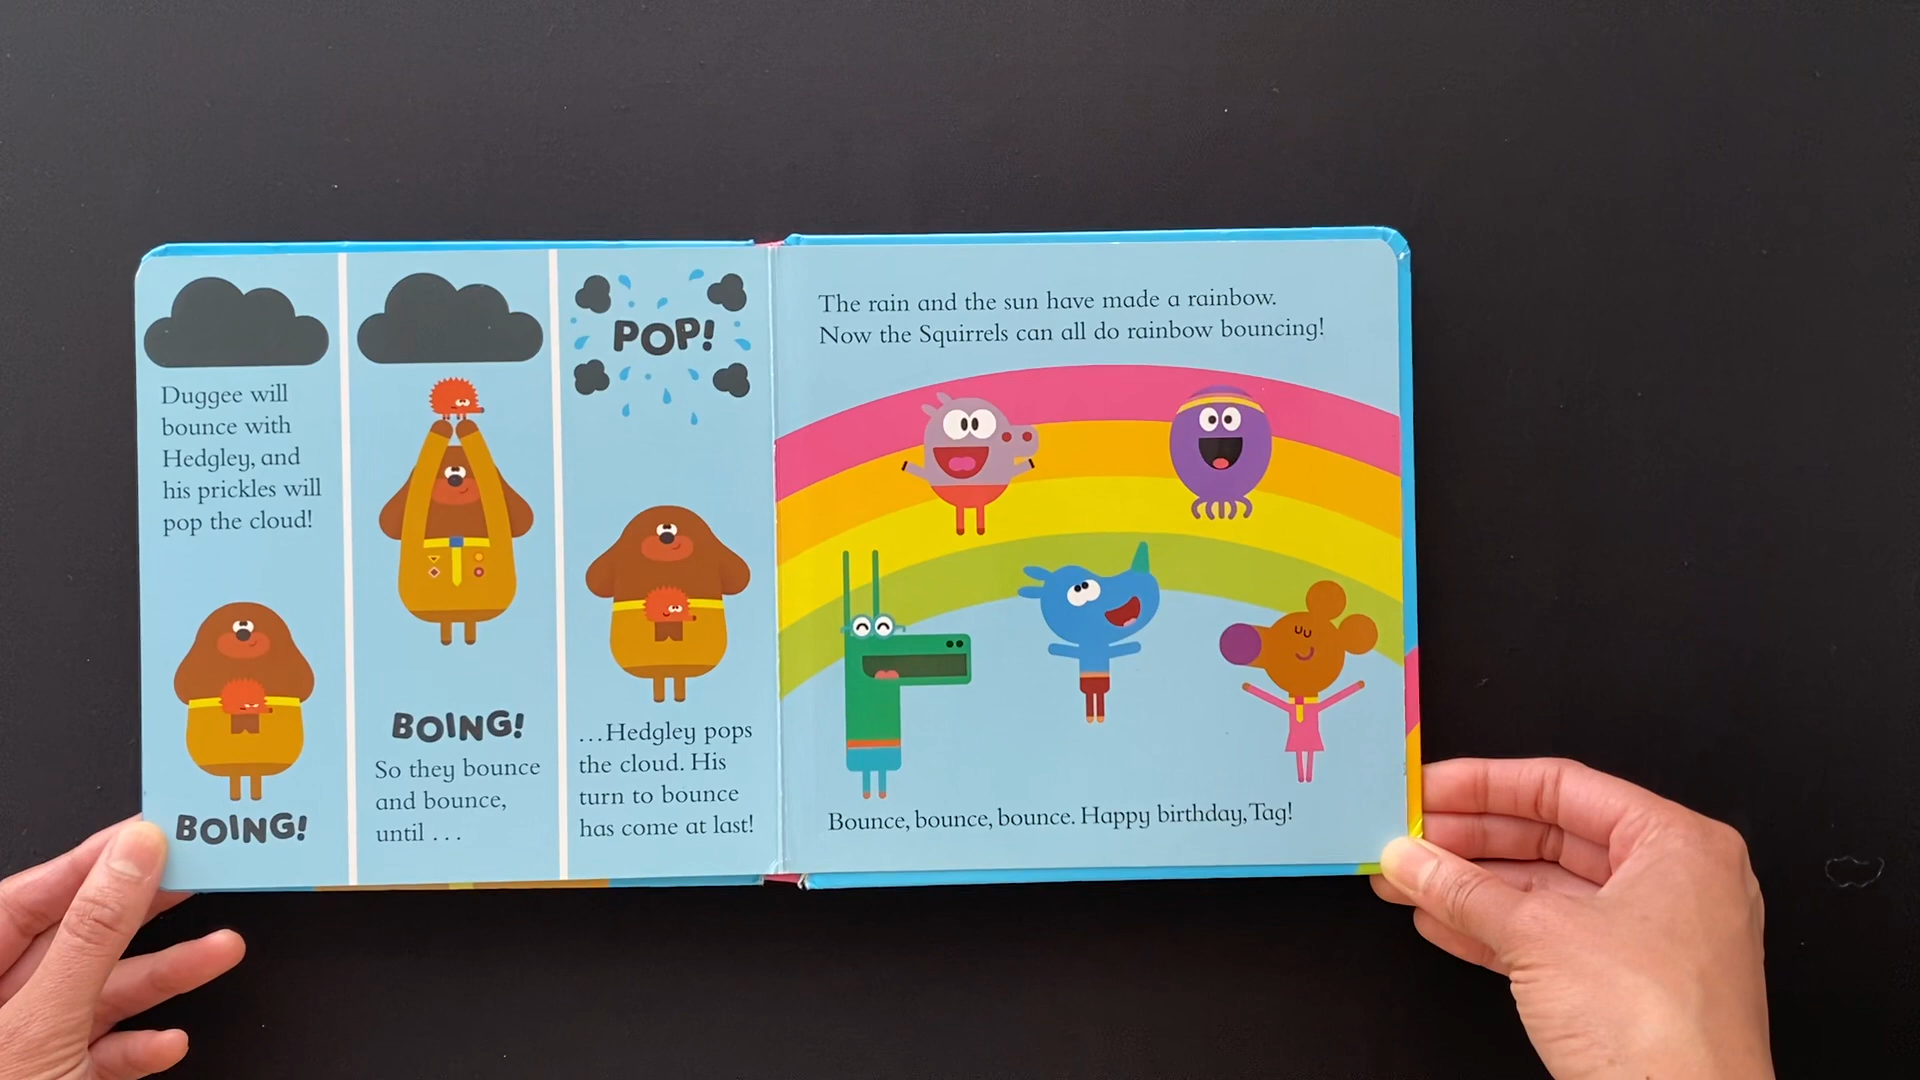 Duggee will
bounce with
Hedgley, and
his prickles will
pop the cloud!
BOING!
BOING!
So they bounce
and bounce,
until . . .
POP!
...Hedgley pops
the cloud. His
turn to bounce
has come at last!
The rain and the sun have made a rainbow.
Now the Squirrels can all do rainbow bouncing!
Bounce, bounce, bounce. Happy birthday, Tag!